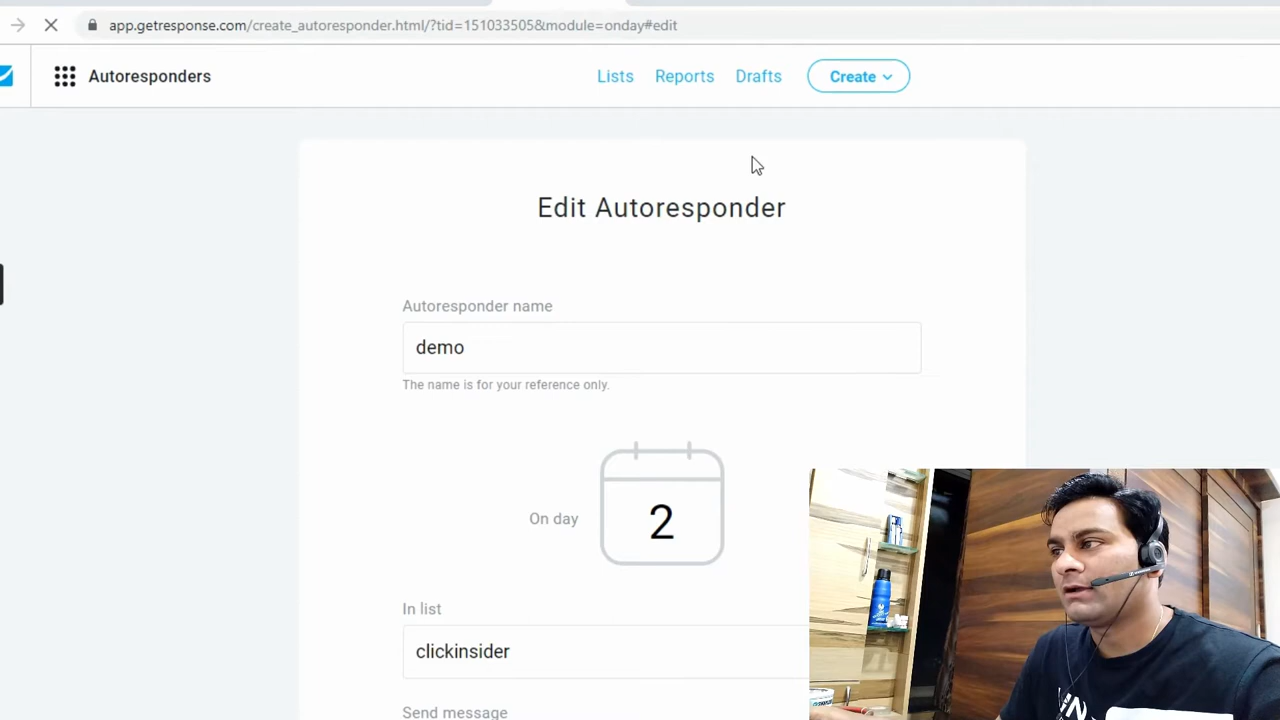 app.getresponse.com/create_autoresponder.html/?tid=151033505&module=onday#edit
Autoresponders
Lists
Reports
Drafts
Create
Edit Autoresponder
Autoresponder name
demo
The name is for your reference only.
On day
2
In list
clickinsider
Send message